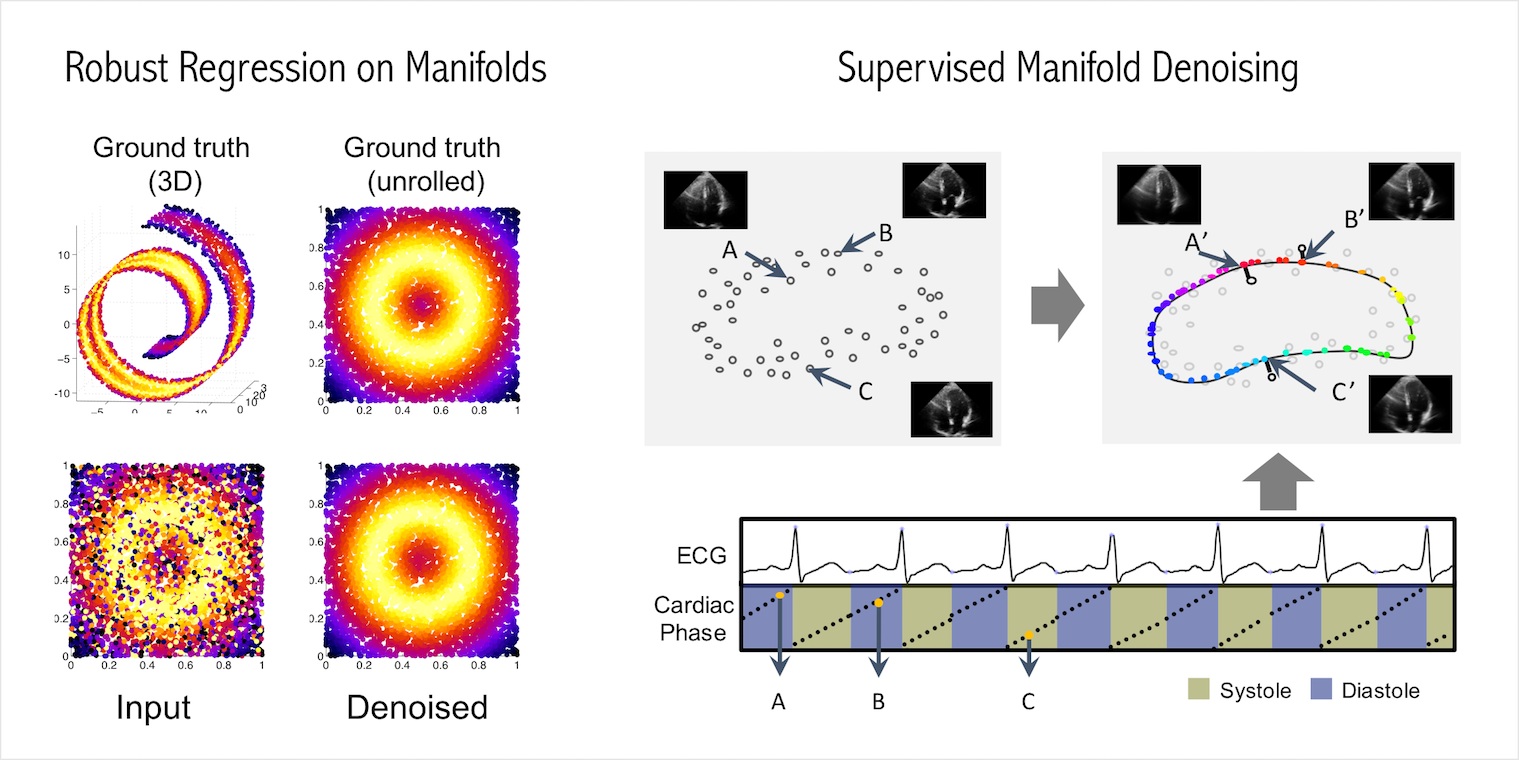 Robust Regression on Manifolds
Supervised Manifold Denoising
Ground truth
(3D)
Ground truth
(unrolled)
10
5
0
−5
-10
−5
0
5
10
0
10
20
3
1
0.8
0.6
0.4
0.2
0
0
0.2
0.4
0.6
0.8
1
1
0.8
0.6
0.4
0.2
0
0
0.2
0.4
0.6
0.8
1
1
0.8
0.6
0.4
0.2
0
0
0.2
0.4
0.6
0.8
1
Input
Denoised
A
B
C
A’
B’
C’
ECG
Cardiac
Phase
A
B
C
Systole
Diastole